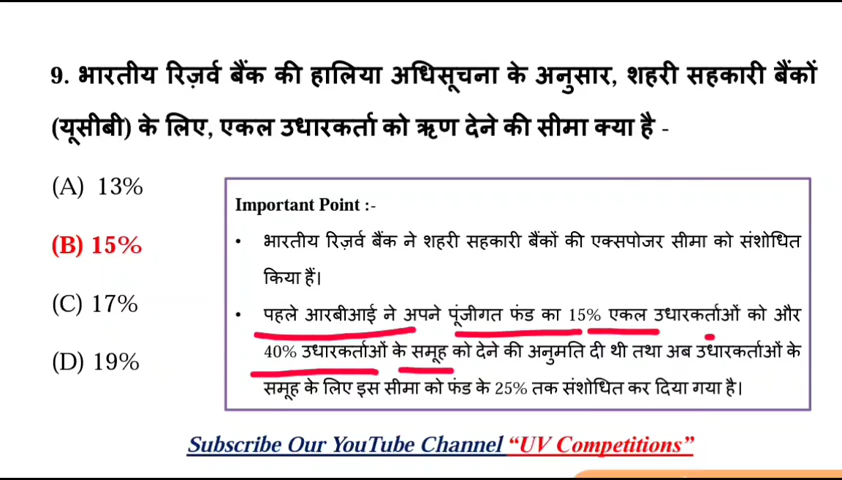 9. भारतीय रिज़र्व बैंक की हालिया अधिसूचना के अनुसार, शहरी सहकारी बैंकों
(यूसीबी) के लिए, एकल उधारकर्ता को ऋण देने की सीमा क्या है -
(A) 13%
(B) 15%
(C) 17%
(D) 19%
Important Point :-
• भारतीय रिज़र्व बैंक ने शहरी सहकारी बैंकों की एक्सपोजर सीमा को संशोधित
किया हैं।
• पहले आरबीआई ने अपने पूंजीगत फंड का 15% एकल उधारकर्ताओं को और
40% उधारकर्ताओं के समूह को देने की अनुमति दी थी तथा अब उधारकर्ताओं के
समूह के लिए इस सीमा को फंड के 25% तक संशोधित कर दिया गया है।
Subscribe Our YouTube Channel “UV Competitions”